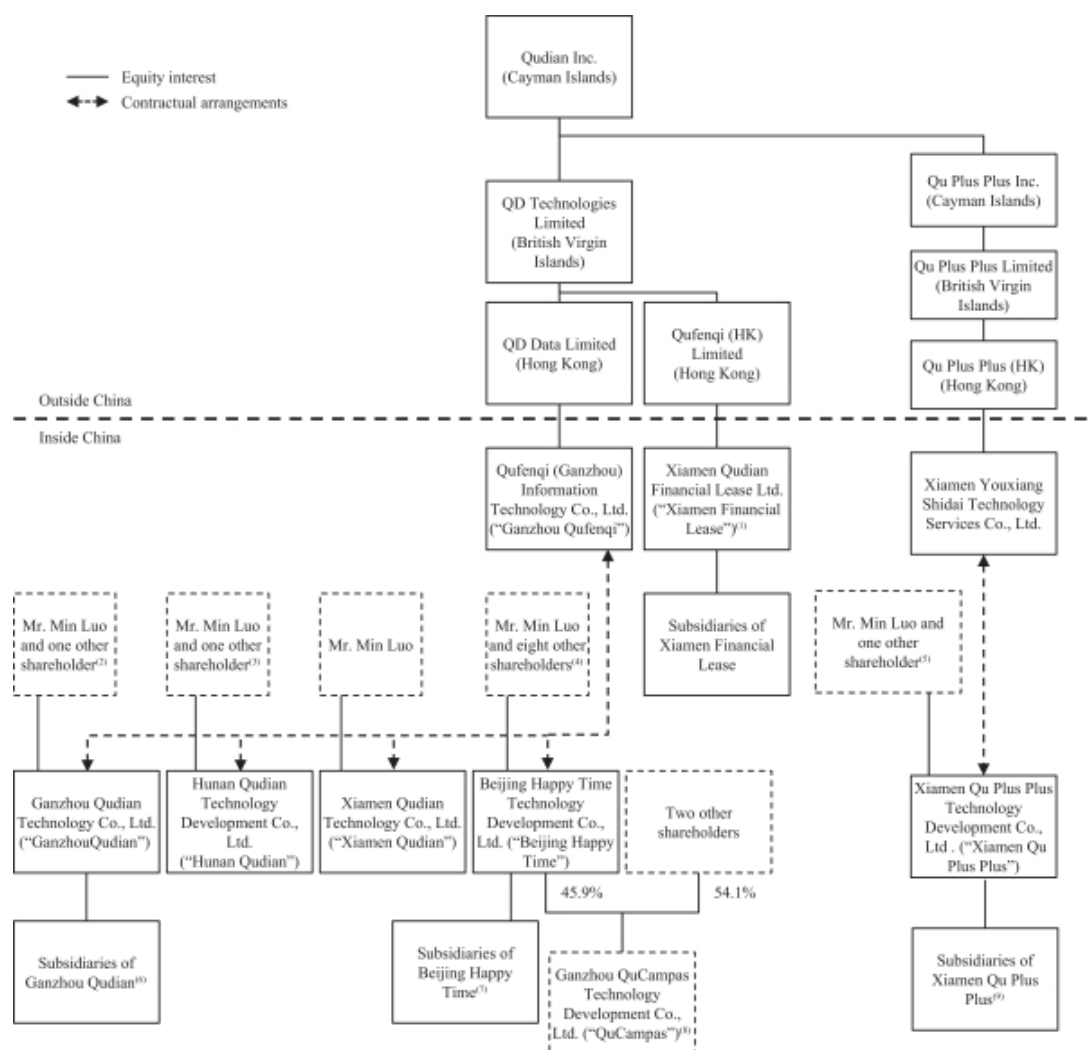 Qudian Inc.
(Cayman Islands)
Equity interest
Contractual arrangements
QD Technologies
Limited
(British Virgin
Islands)
Qu Plus Plus Inc.
(Cayman Islands)
Qu Plus Plus Limited
(British Virgin
Islands)
QD Data Limited
(Hong Kong)
Qufenqi (HK)
Limited
(Hong Kong)
Qu Plus Plus (HK)
(Hong Kong)
Outside China
Inside China
Qufenqi (Ganzhou)
Information
Technology Co., Ltd.
(“Ganzhou Qufenqi”)
Xiamen Qudian
Financial Lease Ltd.
(“Xiamen Financial
Lease”)(1)
Xiamen Youxiang
Shidai Technology
Services Co., Ltd.
Mr. Min Luo
and one other
shareholder(2)
Mr. Min Luo
and one other
shareholder(3)
Mr. Min Luo
Mr. Min Luo
and eight other
shareholders(4)
Subsidiaries of
Xiamen Financial
Lease
Mr. Min Luo and
one other
shareholder(5)
Ganzhou Qudian
Technology Co., Ltd.
(“GanzhouQudian”)
Hunan Qudian
Technology
Development Co.,
Ltd.
(“Hunan Qudian”)
Xiamen Qudian
Technology Co., Ltd.
(“Xiamen Qudian”)
Beijing Happy Time
Technology
Development Co.,
Ltd. (“Beijing Happy
Time”)
Two other
shareholders
Xiamen Qu Plus Plus
Technology
Development Co.,
Ltd . (“Xiamen Qu
Plus Plus”)
45.9%
54.1%
Subsidiaries of
Ganzhou Qudian(6)
Subsidiaries of
Beijing Happy
Time(7)
Ganzhou QuCampas
Technology
Development Co.,
Ltd. (“QuCampas”)(8)
Subsidiaries of
Xiamen Qu Plus
Plus(9)